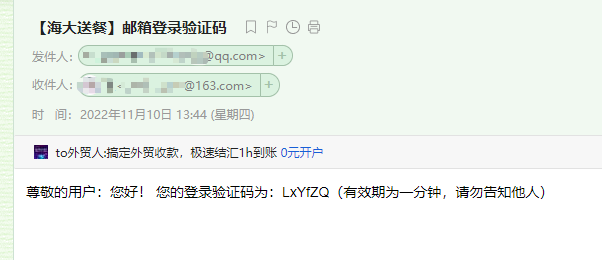 【海大送餐】邮箱登录验证码
发件人： @qq.com> +
收件人： < @163.com> +
时 间： 2022年11月10日 13:44 (星期四)
to外贸人:搞定外贸收款，极速结汇1h到账 0元开户
尊敬的用户：您好！ 您的登录验证码为：LxYfZQ（有效期为一分钟，请勿告知他人）